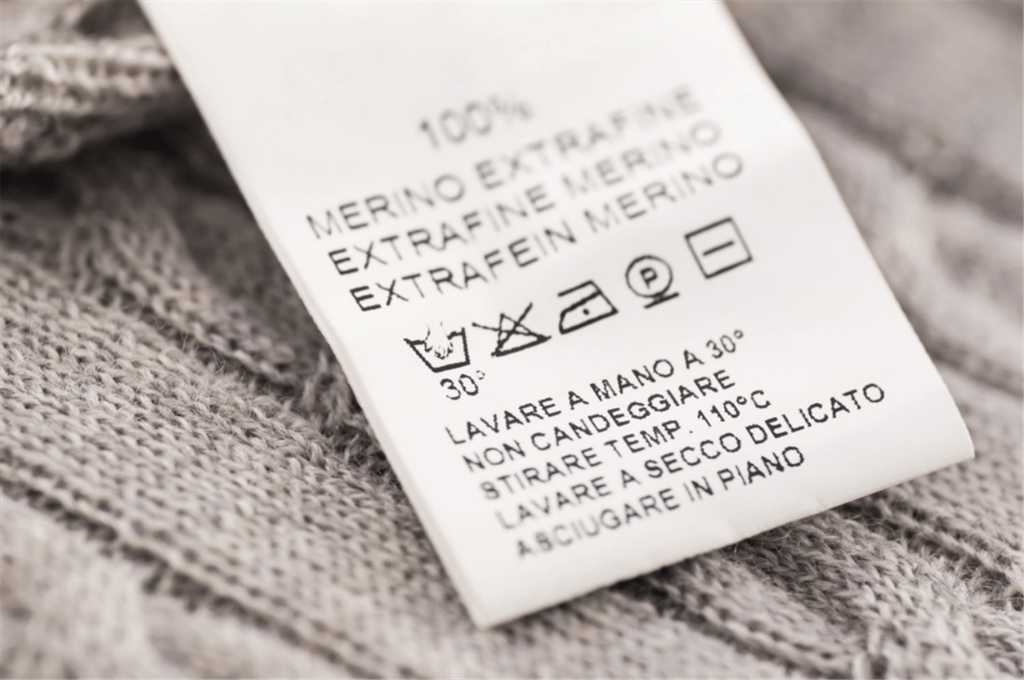 100%
MERINO EXTRAFINE
EXTRAFINE MERINO
EXTRAFEIN MERINO
P
30°
LAVARE A MANO A 30°
NON CANDEGGIARE
STIRARE TEMP. 110°C
LAVARE A SECCO DELICATO
ASCIUGARE IN PIANO